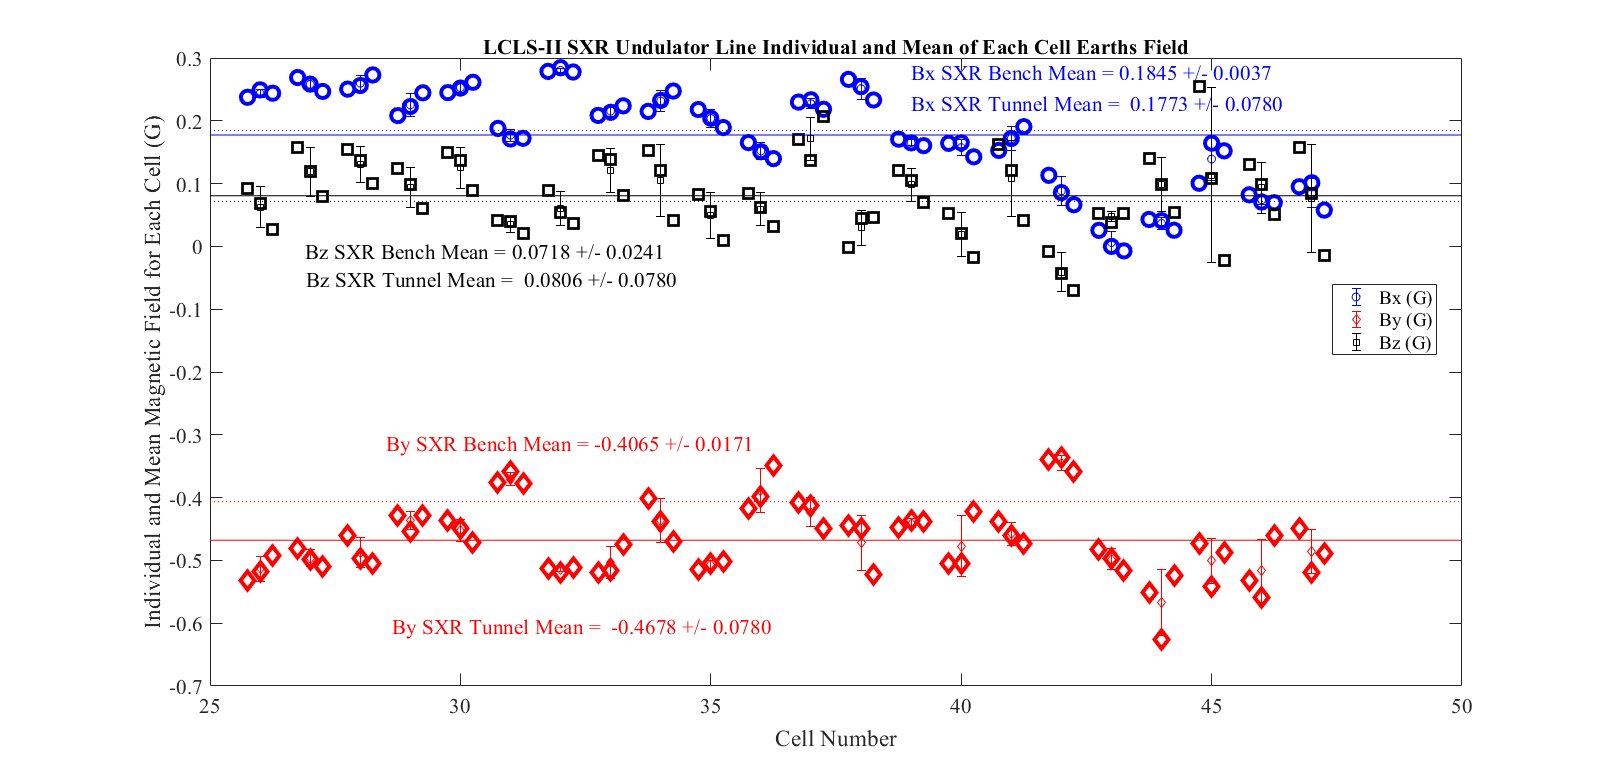 LCLS-II SXR Undulator Line Individual and Mean of Each Cell Earths Field
Individual and Mean Magnetic Field for Each Cell (G)
0.3
0.2
0.1
0
-0.1
-0.2
-0.3
-0.4
-0.5
-0.6
-0.7
Bx SXR Bench Mean = 0.1845 +/- 0.0037
Bx SXR Tunnel Mean = 0.1773 +/- 0.0780
Bz SXR Bench Mean = 0.0718 +/- 0.0241
Bz SXR Tunnel Mean = 0.0806 +/- 0.0780
Bx (G)
By (G)
Bz (G)
By SXR Bench Mean = -0.4065 +/- 0.0171
By SXR Tunnel Mean = -0.4678 +/- 0.0780
25 30 35 40 45 50
Cell Number